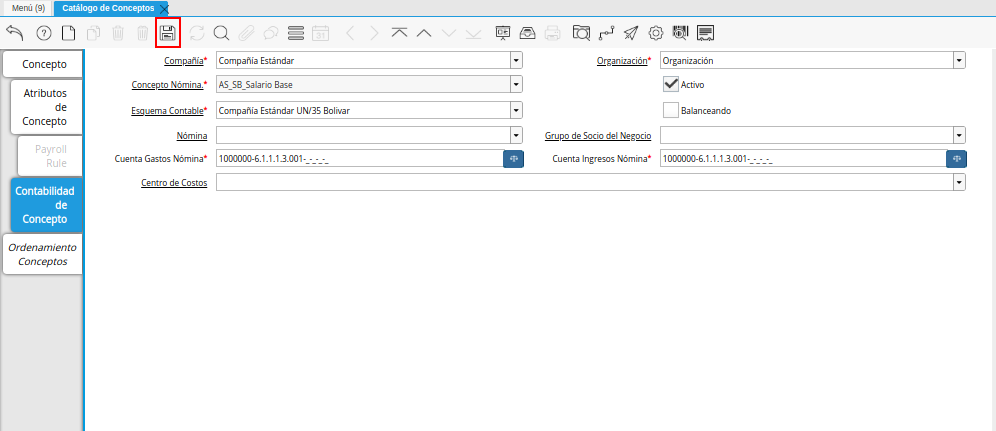 Menú (9)
Catálogo de Conceptos
Concepto
Atributos
de
Concepto
Payroll
Rule
Contabilidad
de
Concepto
Ordenamiento
Conceptos
Compañía* Compañía Estándar
Organización* Organización
Concepto Nómina.* AS_SB_Salario Base
Activo
Esquema Contable* Compañía Estándar UN/35 Bolivar
Balanceando
Nómina
Grupo de Socio del Negocio
Cuenta Gastos Nómina* 1000000-6.1.1.1.3.001-_-_-_-_
Cuenta Ingresos Nómina* 1000000-6.1.1.1.3.001-_-_-_-_
Centro de Costos